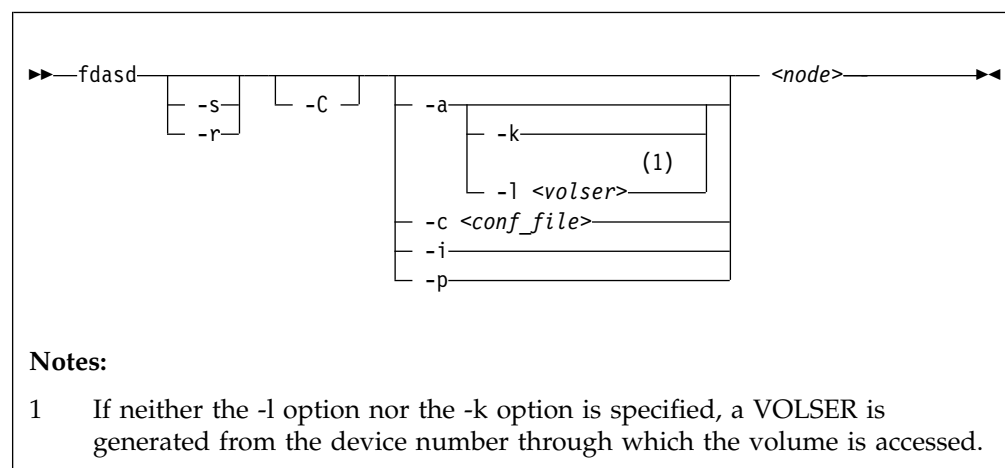 fdasd <node>
-s -C -a
-r -k
(1)
-l <volser>
-c <conf_file>
-i
-p
Notes:
1 If neither the -l option nor the -k option is specified, a VOLSER is
generated from the device number through which the volume is accessed.